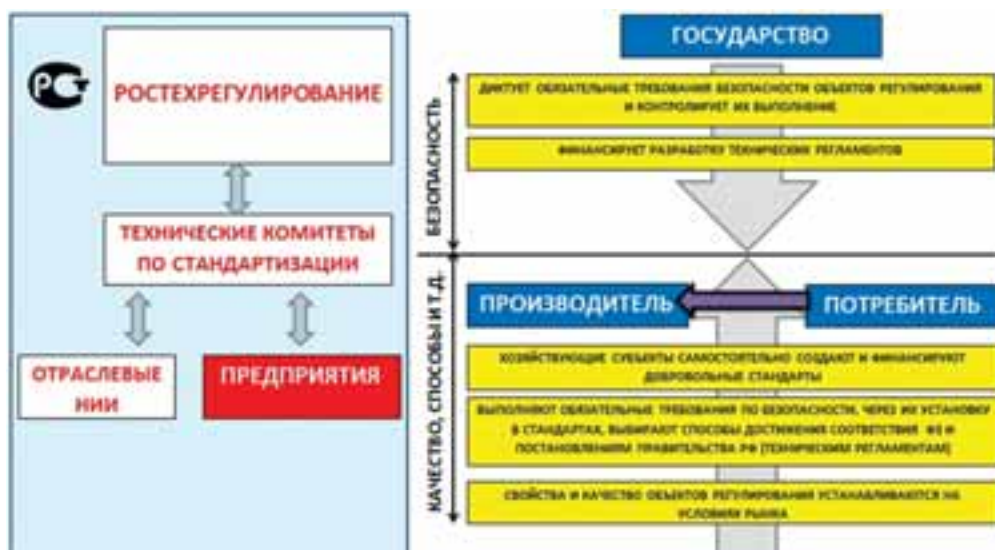 РСТ
РОСТЕХРЕГУЛИРОВАНИЕ
ТЕХНИЧЕСКИЕ КОМИТЕТЫ
ПО СТАНДАРТИЗАЦИИ
ОТРАСЛЕВЫЕ
НИИ
ПРЕДПРИЯТИЯ
ГОСУДАРСТВО
БЕЗОПАСНОСТЬ
ДИКТУЕТ ОБЯЗАТЕЛЬНЫЕ ТРЕБОВАНИЯ БЕЗОПАСНОСТИ ОБЪЕКТОВ РЕГУЛИРОВАНИЯ
И КОНТРОЛИРУЕТ ИХ ВЫПОЛНЕНИЕ
ФИНАНСИРУЕТ РАЗРАБОТКУ ТЕХНИЧЕСКИХ РЕГЛАМЕНТОВ
КАЧЕСТВО, СПОСОБЫ И Т.Д.
ПРОИЗВОДИТЕЛЬ
ПОТРЕБИТЕЛЬ
ХОЗЯЙСТВУЮЩИЕ СУБЪЕКТЫ САМОСТОЯТЕЛЬНО СОЗДАЮТ И ФИНАНСИРУЮТ
ДОБРОВОЛЬНЫЕ СТАНДАРТЫ
ВЫПОЛНЯЮТ ОБЯЗАТЕЛЬНЫЕ ТРЕБОВАНИЯ ПО БЕЗОПАСНОСТИ, ЧЕРЕЗ ИХ УСТАНОВКУ
В СТАНДАРТАХ, ВЫБИРАЮТ СПОСОБЫ ДОСТИЖЕНИЯ СООТВЕТСТВИЯ ФЗ И
ПОСТАНОВЛЕНИЯМ ПРАВИТЕЛЬСТВА РФ (ТЕХНИЧЕСКИМ РЕГЛАМЕНТАМ)
СВОЙСТВА И КАЧЕСТВО ОБЪЕКТОВ РЕГУЛИРОВАНИЯ УСТАНАВЛИВАЮТСЯ НА
УСЛОВИЯХ РЫНКА